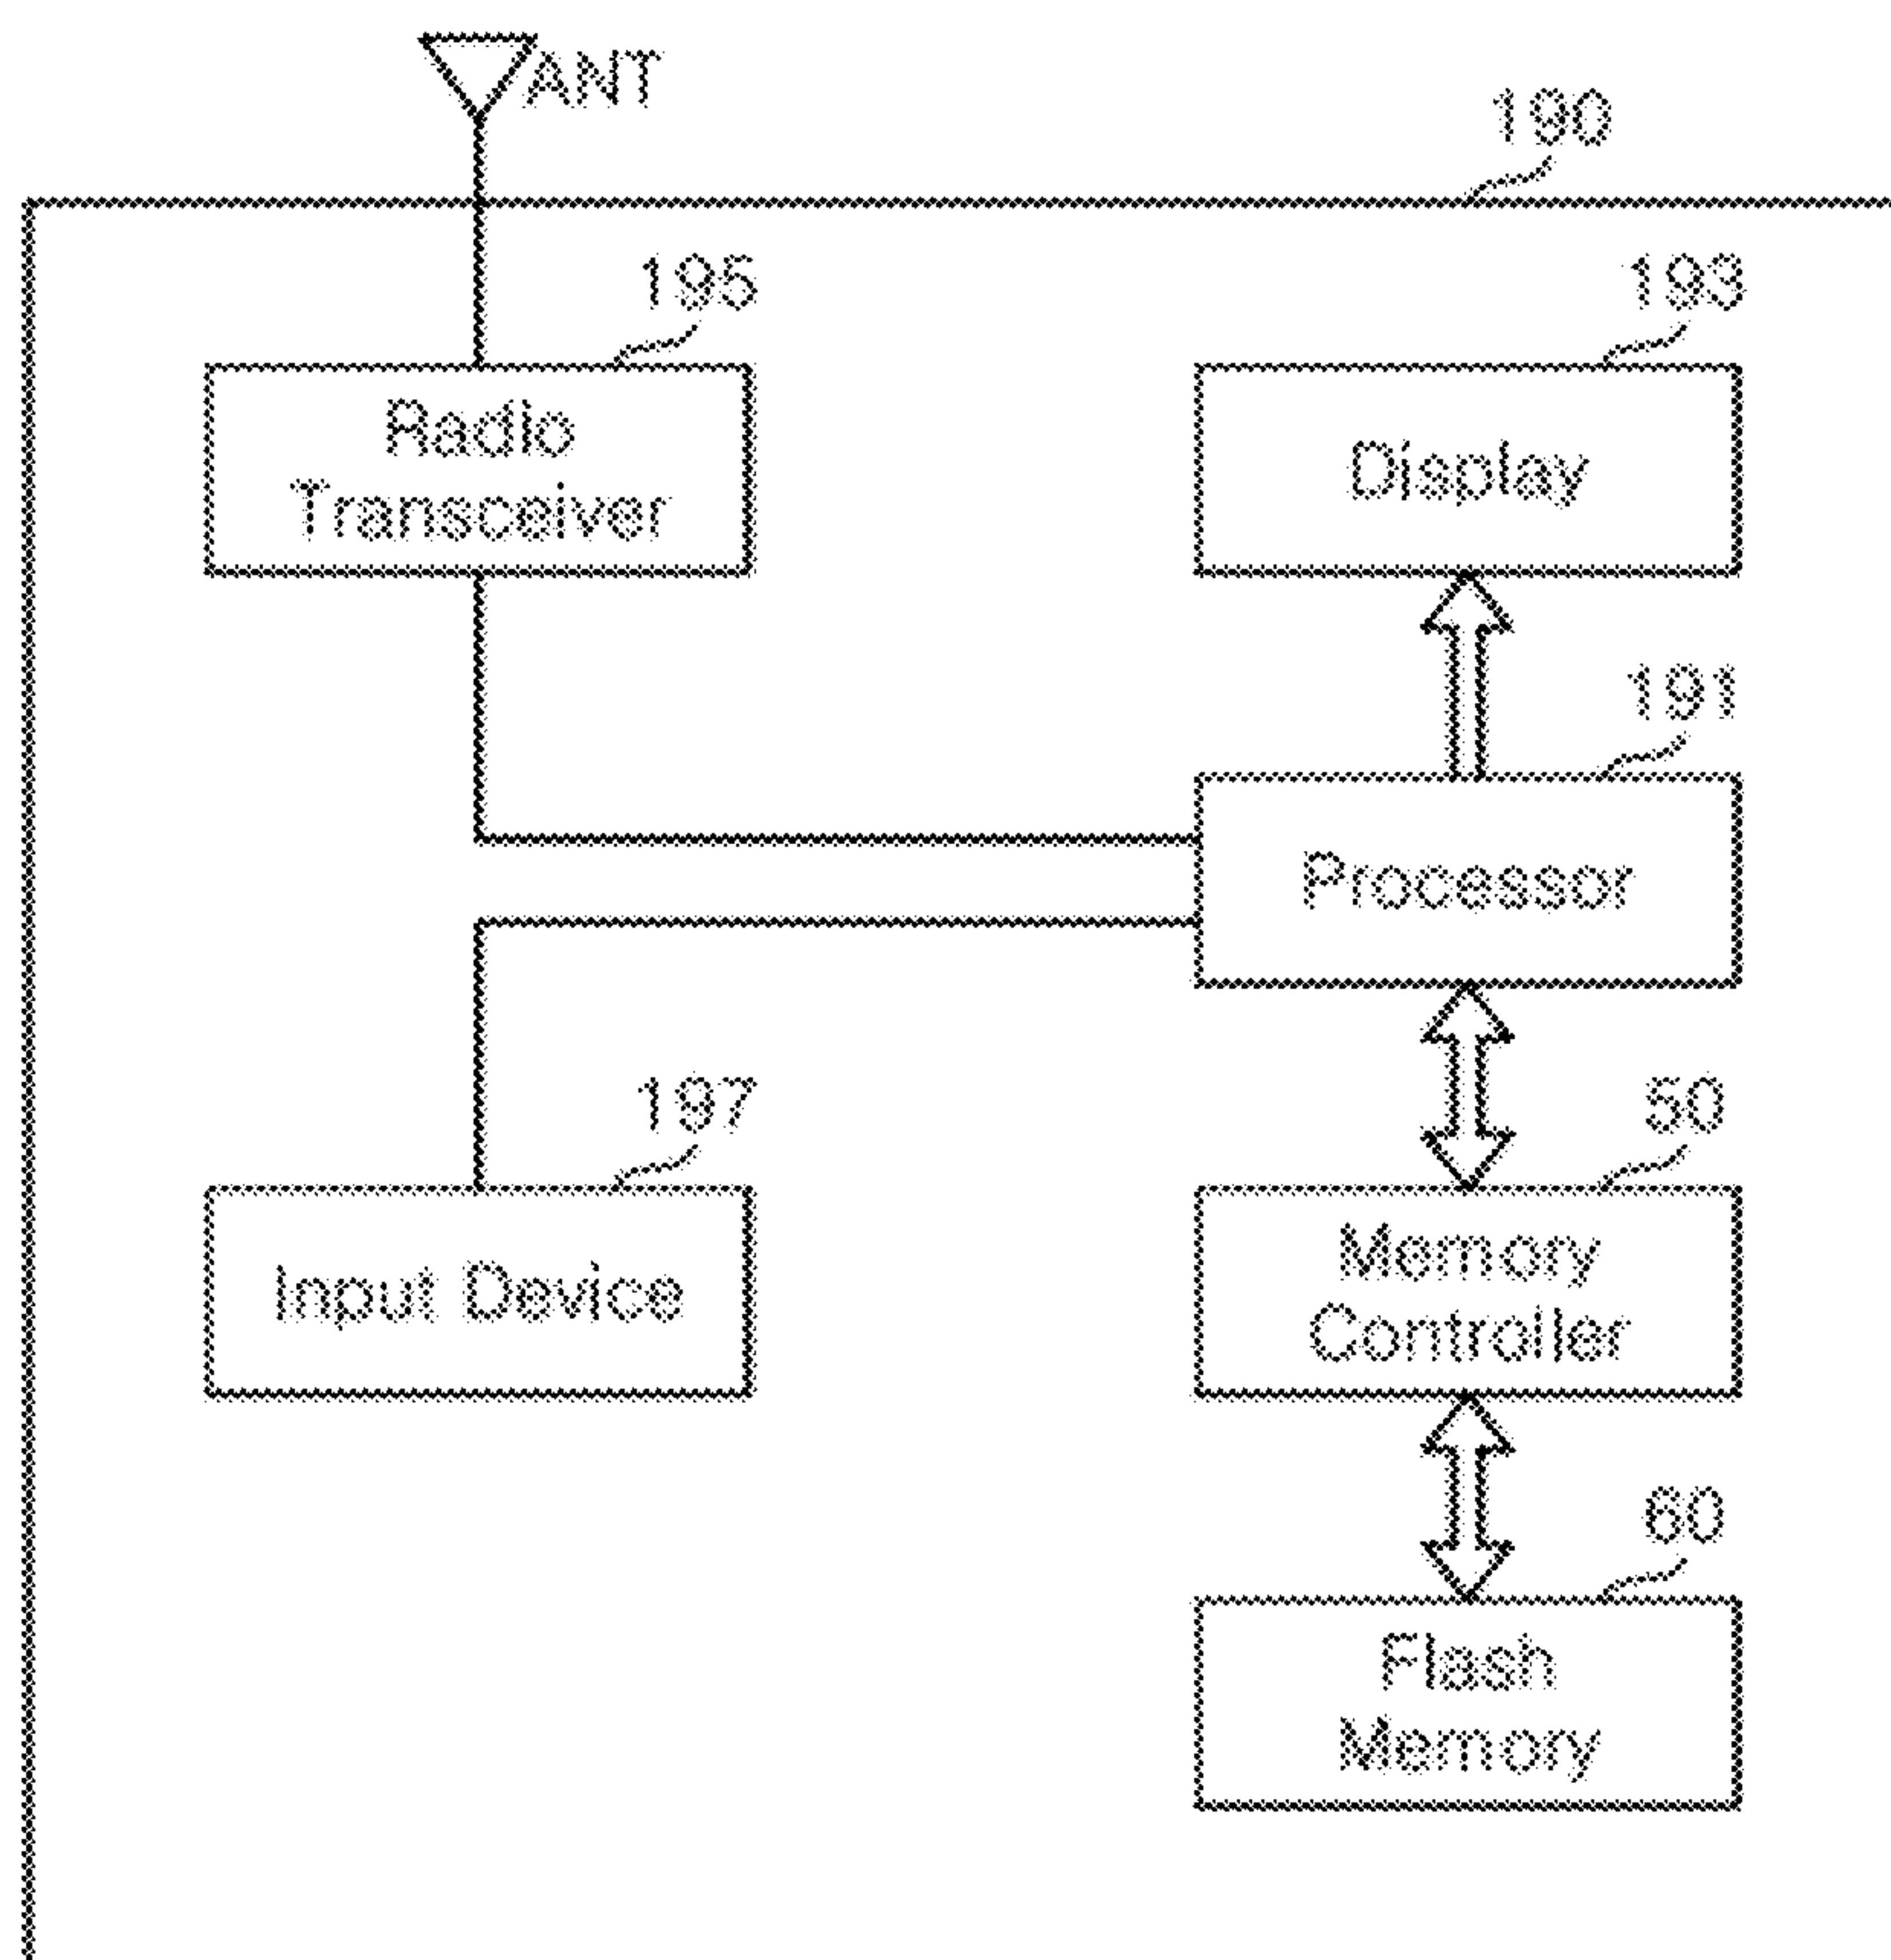 ANT
190
195
193
Radio
Transceiver
Display
191
Processor
197
50
Input Device
Memory
Controller
60
Flash
Memory